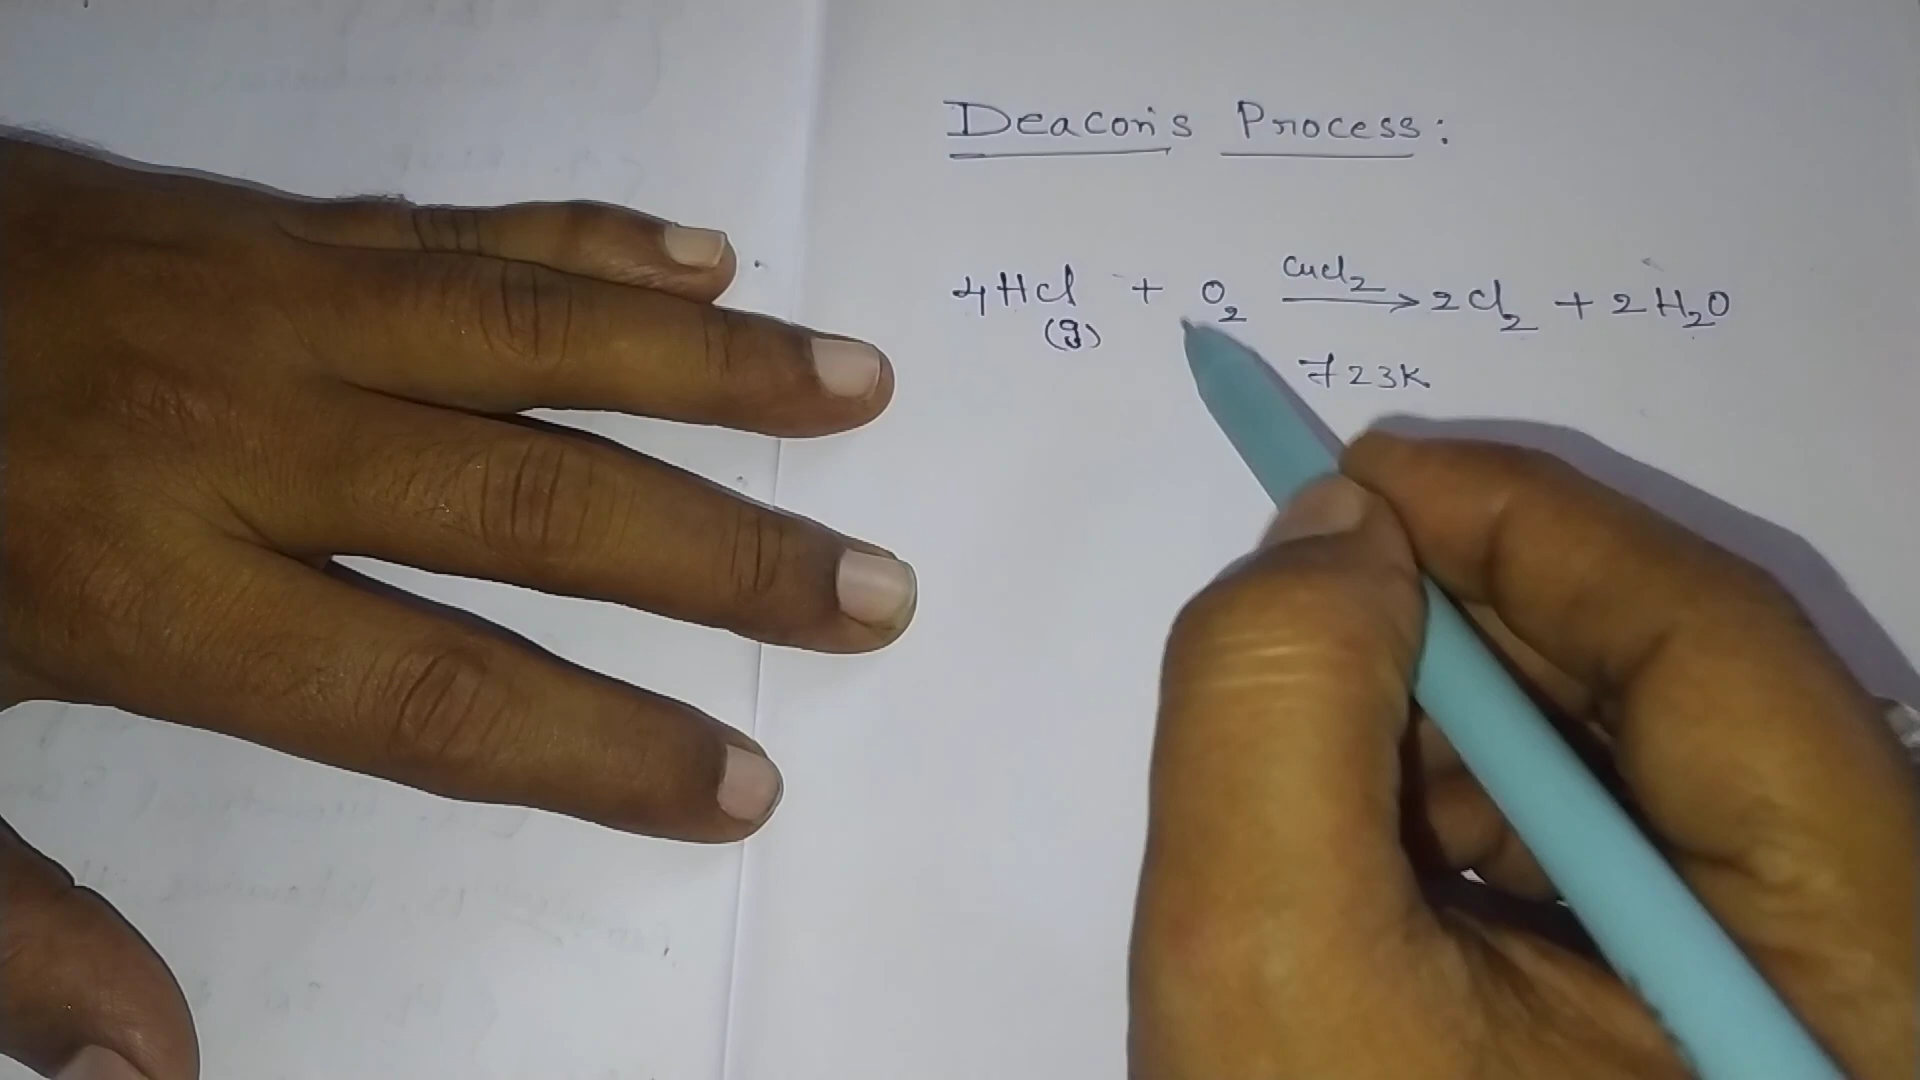 Deacon's Process:
4HCl + O2 CuCl2 → 2Cl2 + 2H2O
(g) 723K